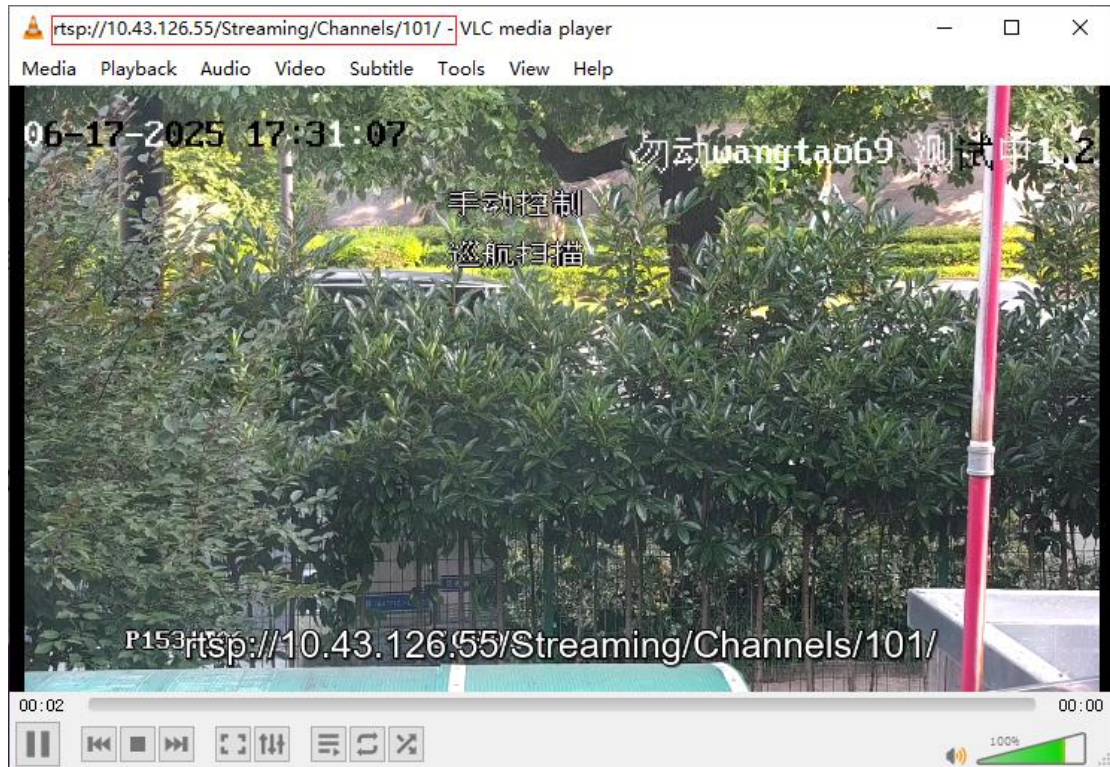 rtsp://10.43.126.55/Streaming/Channels/101/ - VLC media player
Media Playback Audio Video Subtitle Tools View Help
06-17-2025 17:31:07
勿动wangtao69 测试中1,2
手动控制
巡航扫描
rtsp://10.43.126.55/Streaming/Channels/101/
00:02
00:00
100%